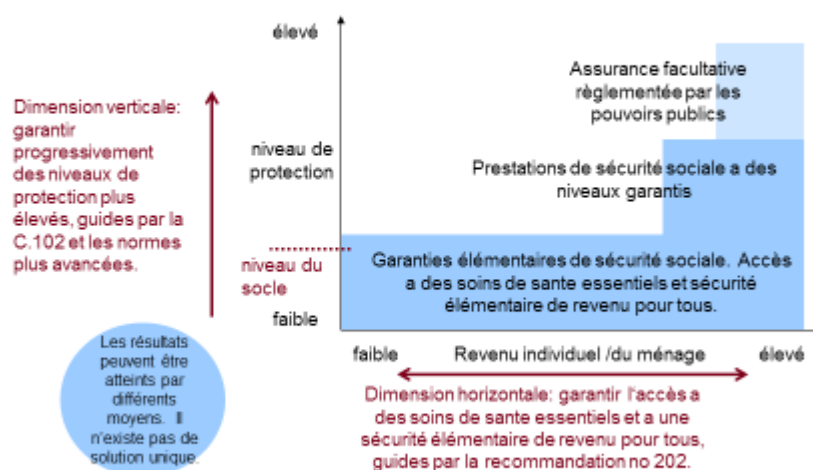 élevé
Assurance facultative
règlementée par les
pouvoirs publics
Dimension verticale:
garantir
progressivement
des niveaux de
protection plus
élevés, guides par la
C.102 et les normes
plus avancées.
niveau de
protection
Prestations de sécurité sociale a des
niveaux garantis
niveau du
socle
Garanties élémentaires de sécurité sociale. Accès
a des soins de sante essentiels et sécurité
élémentaire de revenu pour tous.
faible
Les résultats
peuvent être
atteints par
différents
moyens. Il
n'existe pas de
solution unique.
faible Revenu individuel /du ménage élevé
Dimension horizontale: garantir l'accès a
des soins de sante essentiels et a une
sécurité élémentaire de revenu pour tous,
guides par la recommandation no 202.